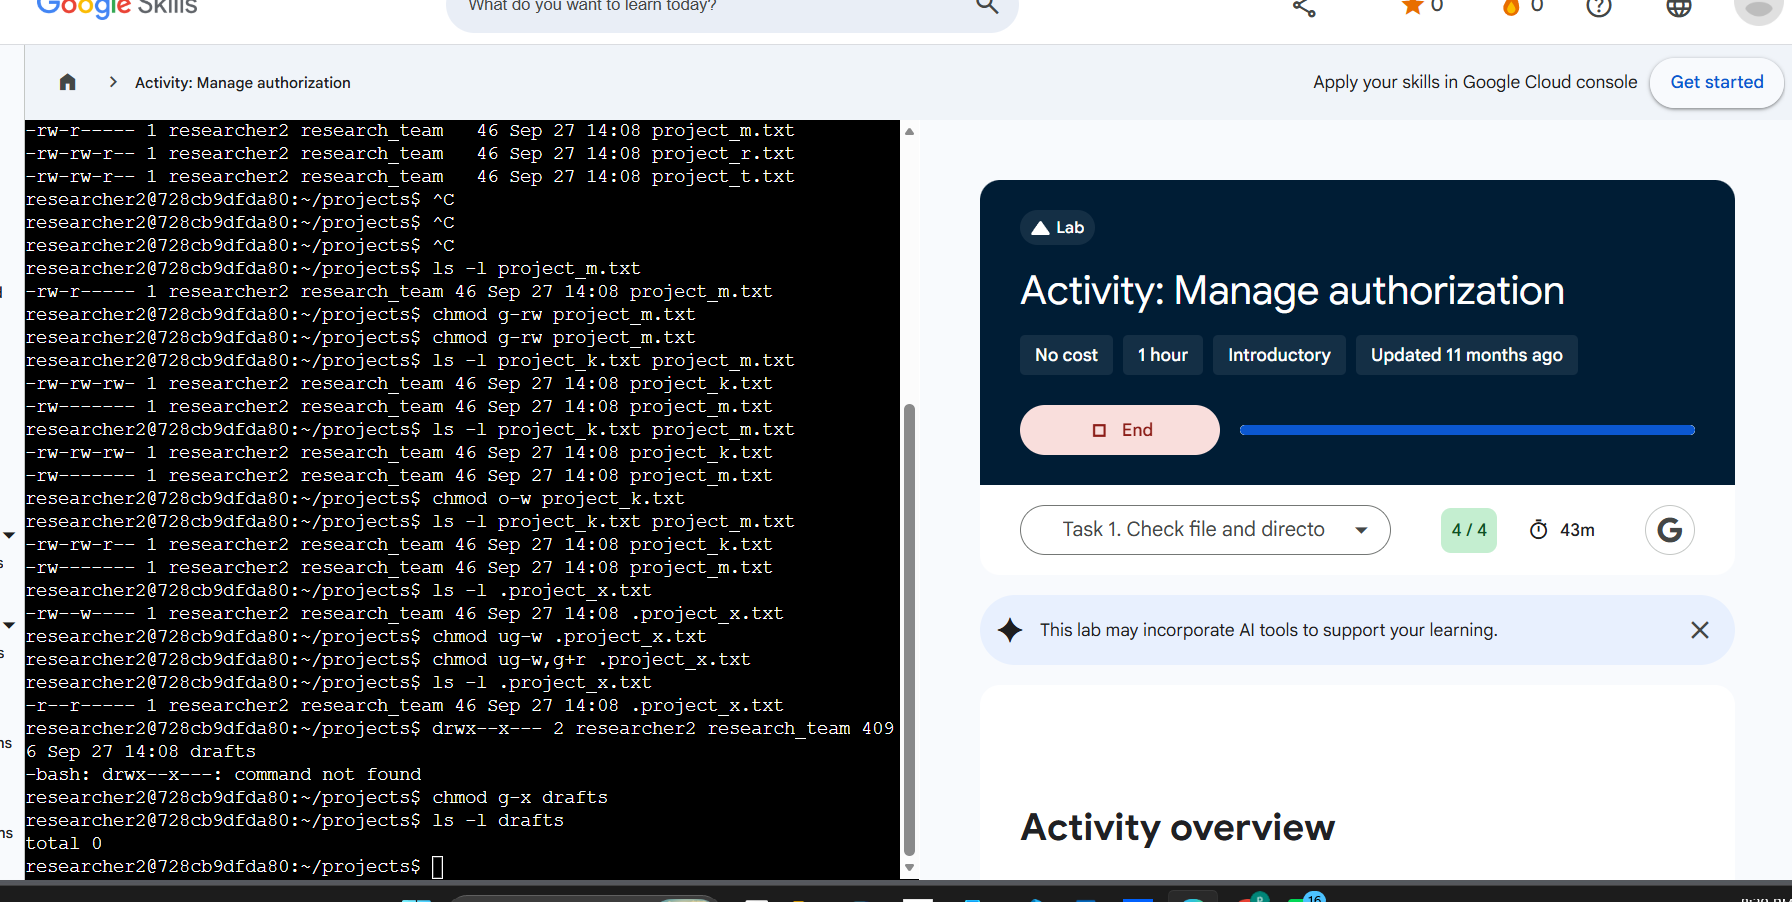 Google Skills
What do you want to learn today?
0
0
Activity: Manage authorization
Apply your skills in Google Cloud console
Get started
-rw-r----- 1 researcher2 research_team   46 Sep 27 14:08 project_m.txt
-rw-rw-r-- 1 researcher2 research_team   46 Sep 27 14:08 project_r.txt
-rw-rw-r-- 1 researcher2 research_team   46 Sep 27 14:08 project_t.txt
researcher2@728cb9dfda80:~/projects$ ^C
researcher2@728cb9dfda80:~/projects$ ^C
researcher2@728cb9dfda80:~/projects$ ^C
researcher2@728cb9dfda80:~/projects$ ls -l project_m.txt
-rw-r----- 1 researcher2 research_team 46 Sep 27 14:08 project_m.txt
researcher2@728cb9dfda80:~/projects$ chmod g-rw project_m.txt
researcher2@728cb9dfda80:~/projects$ chmod g-rw project_m.txt
researcher2@728cb9dfda80:~/projects$ ls -l project_k.txt project_m.txt
-rw-rw-rw- 1 researcher2 research_team 46 Sep 27 14:08 project_k.txt
-rw------- 1 researcher2 research_team 46 Sep 27 14:08 project_m.txt
researcher2@728cb9dfda80:~/projects$ ls -l project_k.txt project_m.txt
-rw-rw-rw- 1 researcher2 research_team 46 Sep 27 14:08 project_k.txt
-rw------- 1 researcher2 research_team 46 Sep 27 14:08 project_m.txt
researcher2@728cb9dfda80:~/projects$ chmod o-w project_k.txt
researcher2@728cb9dfda80:~/projects$ ls -l project_k.txt project_m.txt
-rw-rw-r-- 1 researcher2 research_team 46 Sep 27 14:08 project_k.txt
-rw------- 1 researcher2 research_team 46 Sep 27 14:08 project_m.txt
researcher2@728cb9dfda80:~/projects$ ls -l .project_x.txt
-rw--w---- 1 researcher2 research_team 46 Sep 27 14:08 .project_x.txt
researcher2@728cb9dfda80:~/projects$ chmod ug-w .project_x.txt
researcher2@728cb9dfda80:~/projects$ chmod ug-w,g+r .project_x.txt
researcher2@728cb9dfda80:~/projects$ ls -l .project_x.txt
-r--r----- 1 researcher2 research_team 46 Sep 27 14:08 .project_x.txt
researcher2@728cb9dfda80:~/projects$ drwx--x--- 2 researcher2 research_team 409
6 Sep 27 14:08 drafts
-bash: drwx--x---: command not found
researcher2@728cb9dfda80:~/projects$ chmod g-x drafts
researcher2@728cb9dfda80:~/projects$ ls -l drafts
total 0
researcher2@728cb9dfda80:~/projects$
Lab
Activity: Manage authorization
No cost
1 hour
Introductory
Updated 11 months ago
End
Task 1. Check file and directo
4 / 4
43m
G
This lab may incorporate AI tools to support your learning.
Activity overview
16